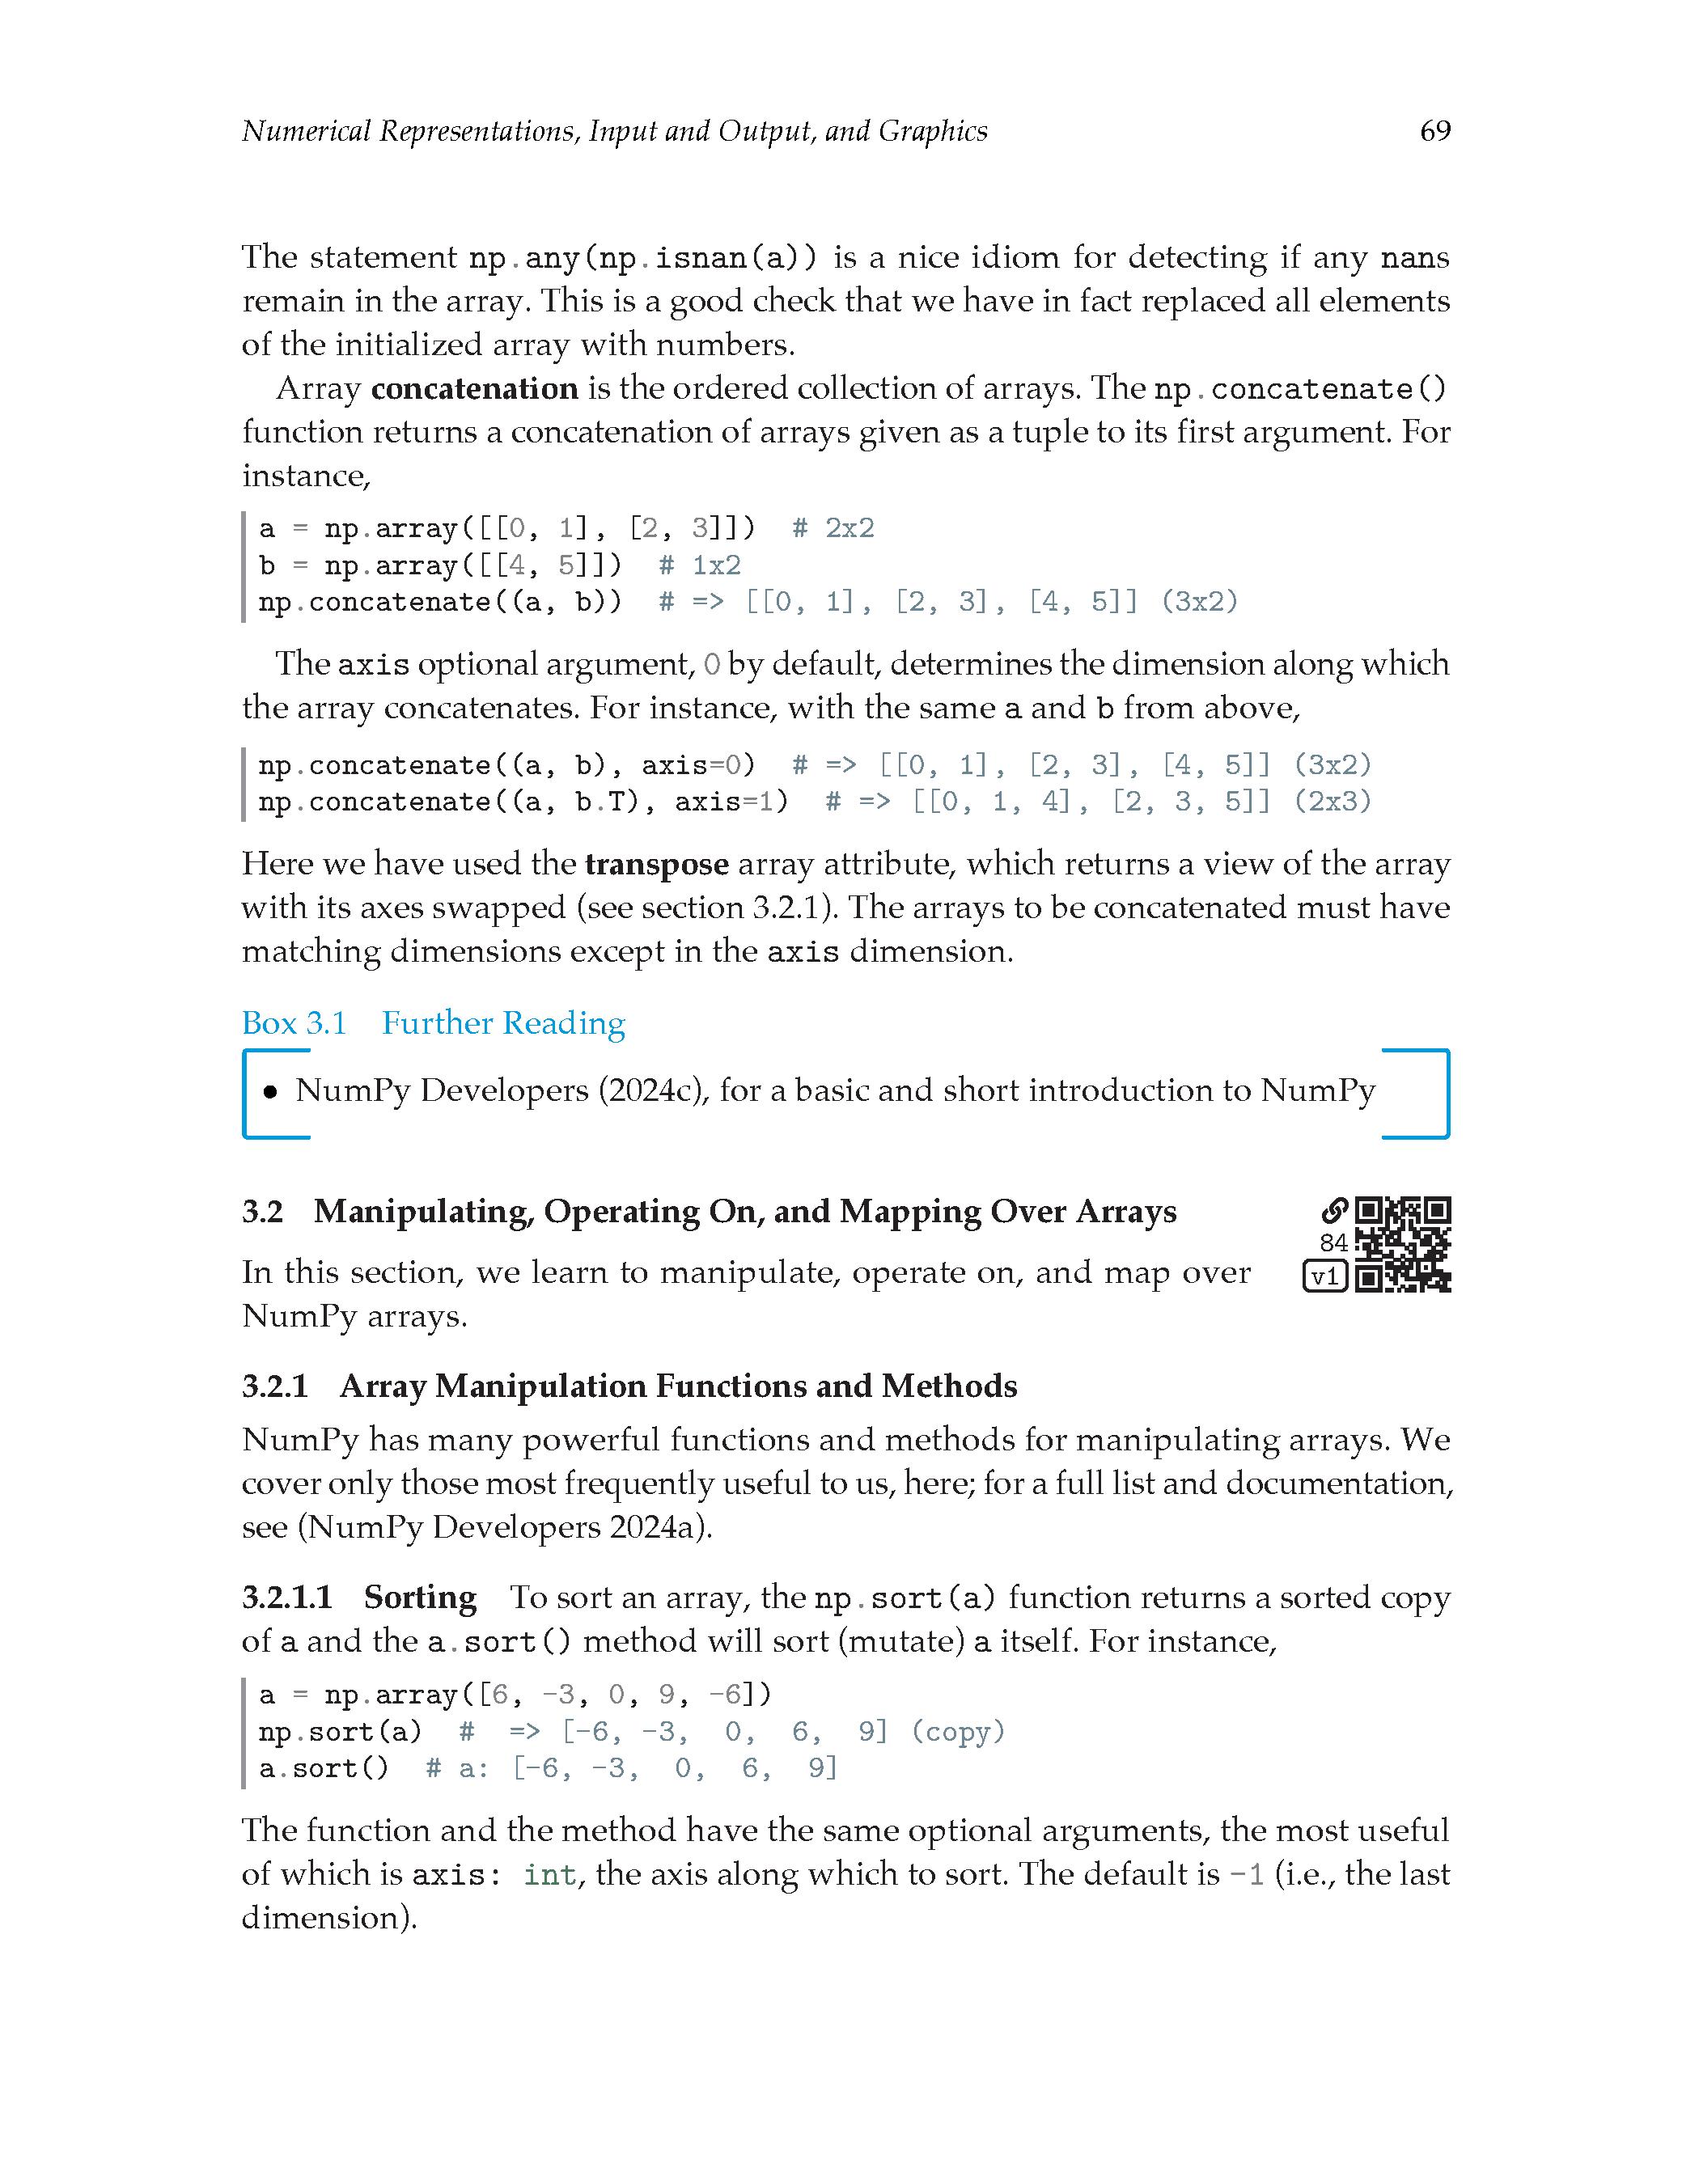 Numerical Representations, Input and Output, and Graphics 69
The statement np.any(np.isnan(a)) is a nice idiom for detecting if any nans
remain in the array. This is a good check that we have in fact replaced all elements
of the initialized array with numbers.
Array concatenation is the ordered collection of arrays. The np.concatenate()
function returns a concatenation of arrays given as a tuple to its first argument. For
instance,
a = np.array([[0, 1], [2, 3]])  # 2x2
b = np.array([[4, 5]])  # 1x2
np.concatenate((a, b))  # => [[0, 1], [2, 3], [4, 5]] (3x2)
The axis optional argument, 0 by default, determines the dimension along which
the array concatenates. For instance, with the same a and b from above,
np.concatenate((a, b), axis=0)  # => [[0, 1], [2, 3], [4, 5]] (3x2)
np.concatenate((a, b.T), axis=1)  # => [[0, 1, 4], [2, 3, 5]] (2x3)
Here we have used the transpose array attribute, which returns a view of the array
with its axes swapped (see section 3.2.1). The arrays to be concatenated must have
matching dimensions except in the axis dimension.
Box 3.1 Further Reading
• NumPy Developers (2024c), for a basic and short introduction to NumPy
3.2 Manipulating, Operating On, and Mapping Over Arrays
84
v1
In this section, we learn to manipulate, operate on, and map over
NumPy arrays.
3.2.1 Array Manipulation Functions and Methods
NumPy has many powerful functions and methods for manipulating arrays. We
cover only those most frequently useful to us, here; for a full list and documentation,
see (NumPy Developers 2024a).
3.2.1.1 Sorting To sort an array, the np.sort(a) function returns a sorted copy
of a and the a.sort() method will sort (mutate) a itself. For instance,
a = np.array([6, -3, 0, 9, -6])
np.sort(a)  #  => [-6, -3,  0,  6,  9] (copy)
a.sort()  # a: [-6, -3,  0,  6,  9]
The function and the method have the same optional arguments, the most useful
of which is axis: int, the axis along which to sort. The default is -1 (i.e., the last
dimension).